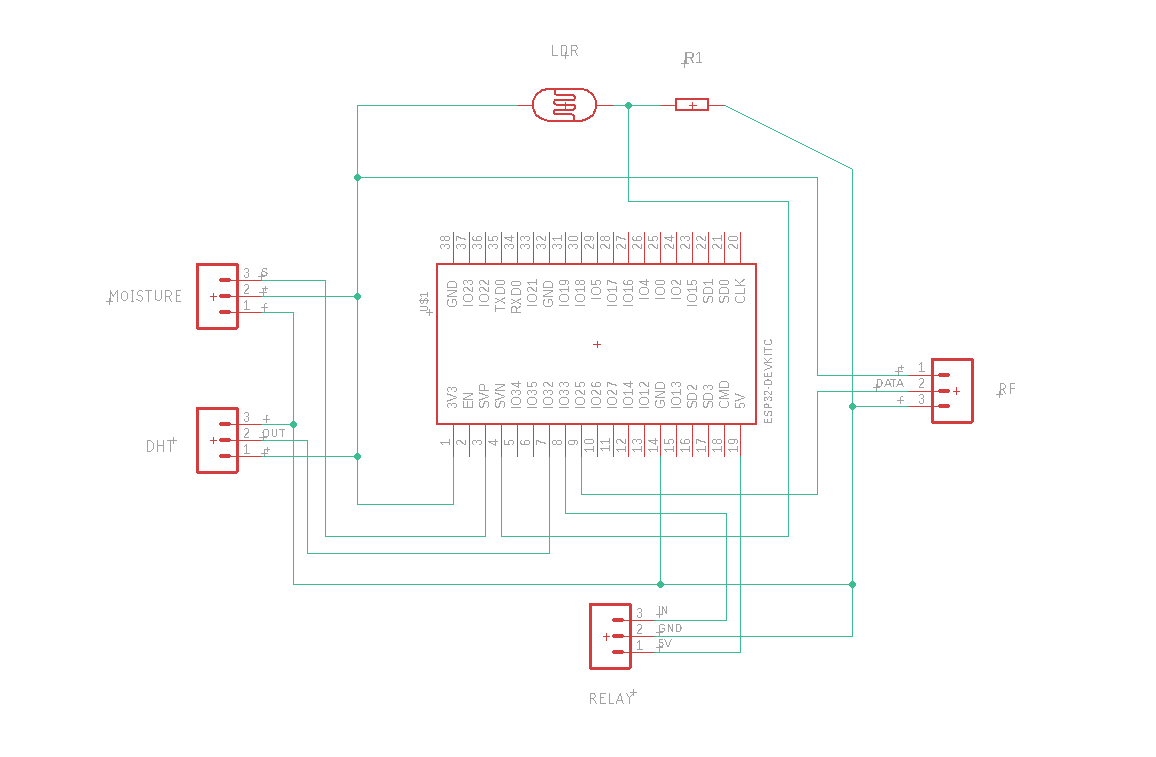 LDR
R1
38 37 36 35 34 33 32 31 30 29 28 27 26 25 24 23 22 21 20
GND IO23 IO22 TXD0 RXD0 IO21 GND IO19 IO18 IO5 IO17 IO16 IO4 IO0 IO2 IO15 SD1 SD0 CLK
U$1
MOISTURE
3 S
2
1
ESP32-DEVKITC
3V3 EN SVP SVN IO34 IO35 IO32 IO33 IO25 IO26 IO27 IO14 IO12 GND IO13 SD2 SD3 CMD 5V
1 2 3 4 5 6 7 8 9 10 11 12 13 14 15 16 17 18 19
1
DATA 2
3
RF
DHT
3
2 OUT
1
3 IN
2 GND
1 5V
RELAY